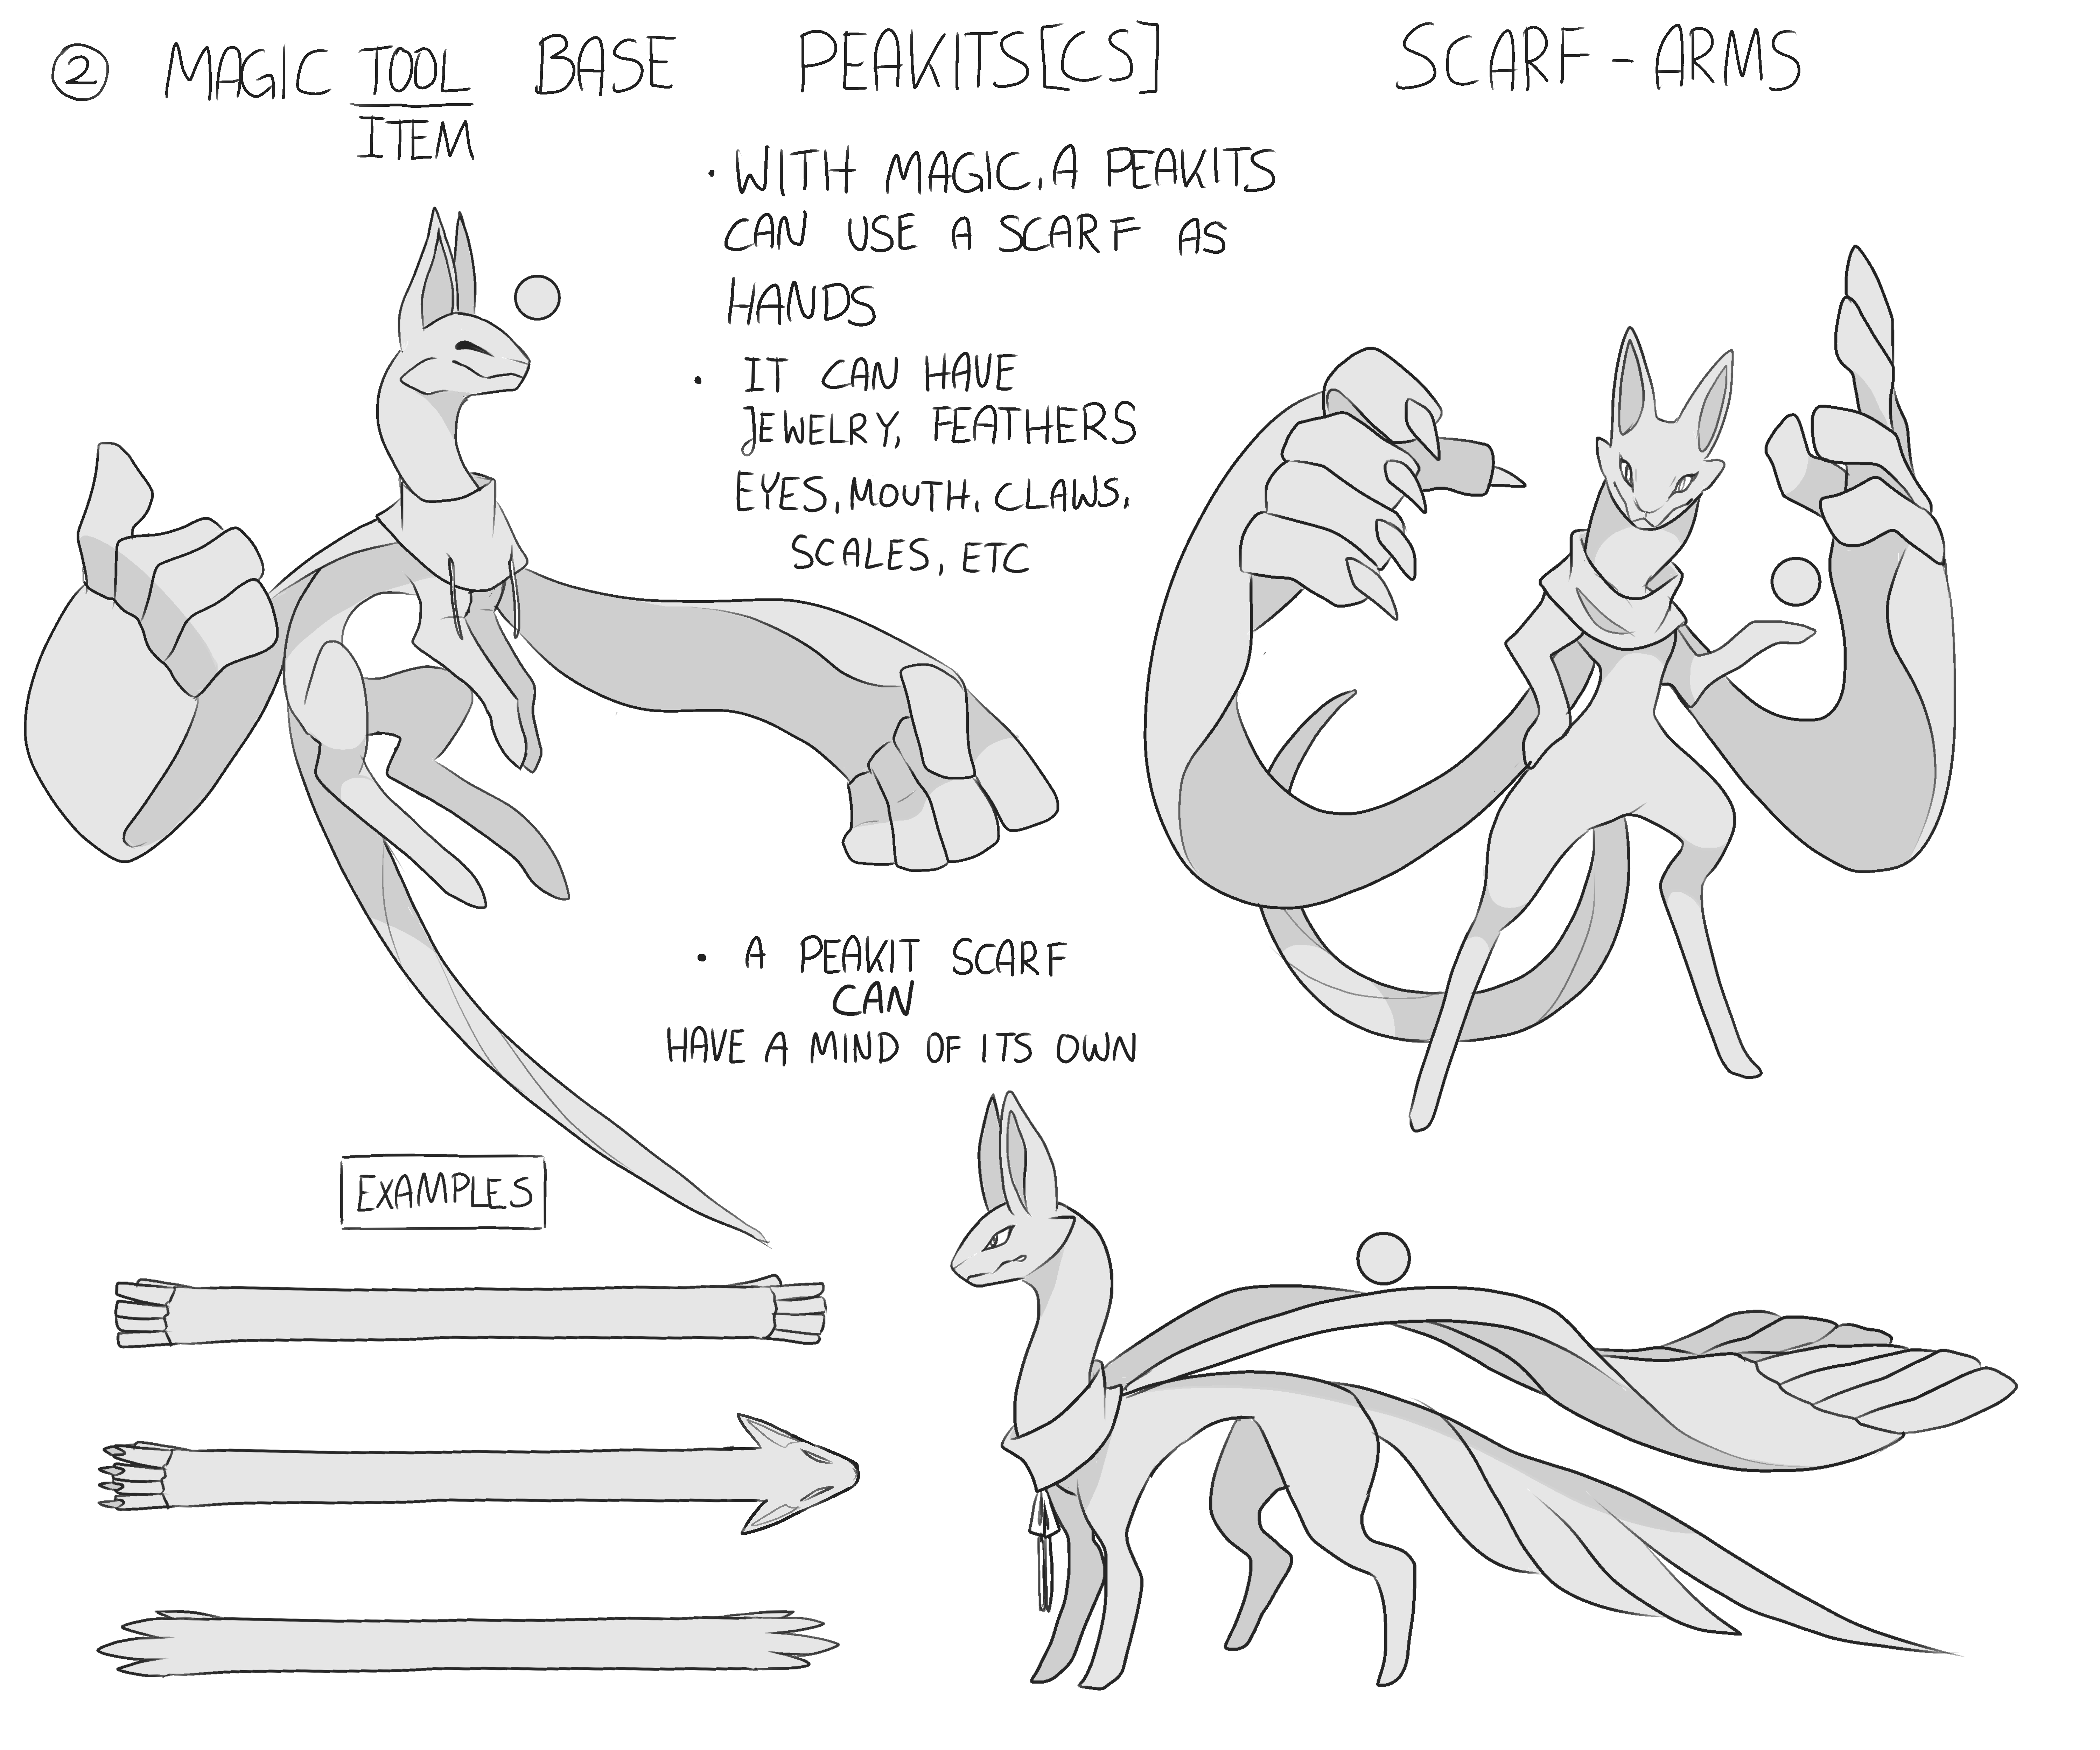 ② MAGIC TOOL BASE PEAKITS[CS] SCARF-ARMS
ITEM
• WITH MAGIC, A PEAKITS
CAN USE A SCARF AS
HANDS
• IT CAN HAVE
JEWELRY, FEATHERS
EYES, MOUTH, CLAWS,
SCALES, ETC
• A PEAKIT SCARF
CAN
HAVE A MIND OF ITS OWN
EXAMPLES